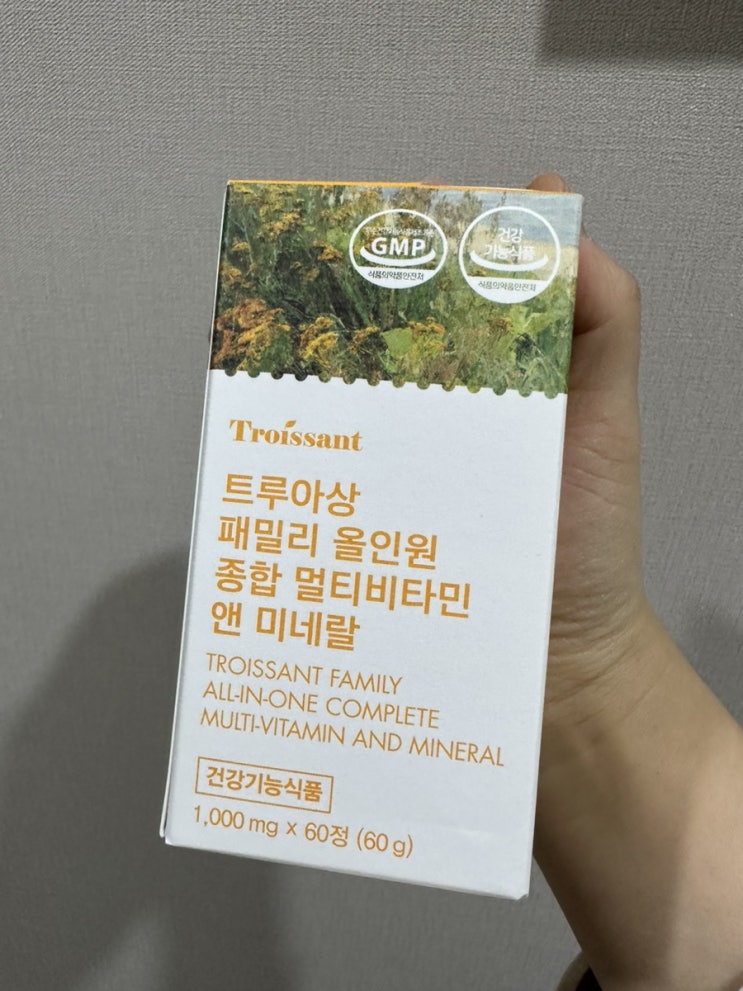 GMP
식품의약품안전처
건강
기능식품
식품의약품안전처
Troissant
트루아상
패밀리 올인원
종합 멀티비타민
앤 미네랄
TROISSANT FAMILY
ALL-IN-ONE COMPLETE
MULTI-VITAMIN AND MINERAL
건강기능식품
1,000 mg x 60정 (60 g)